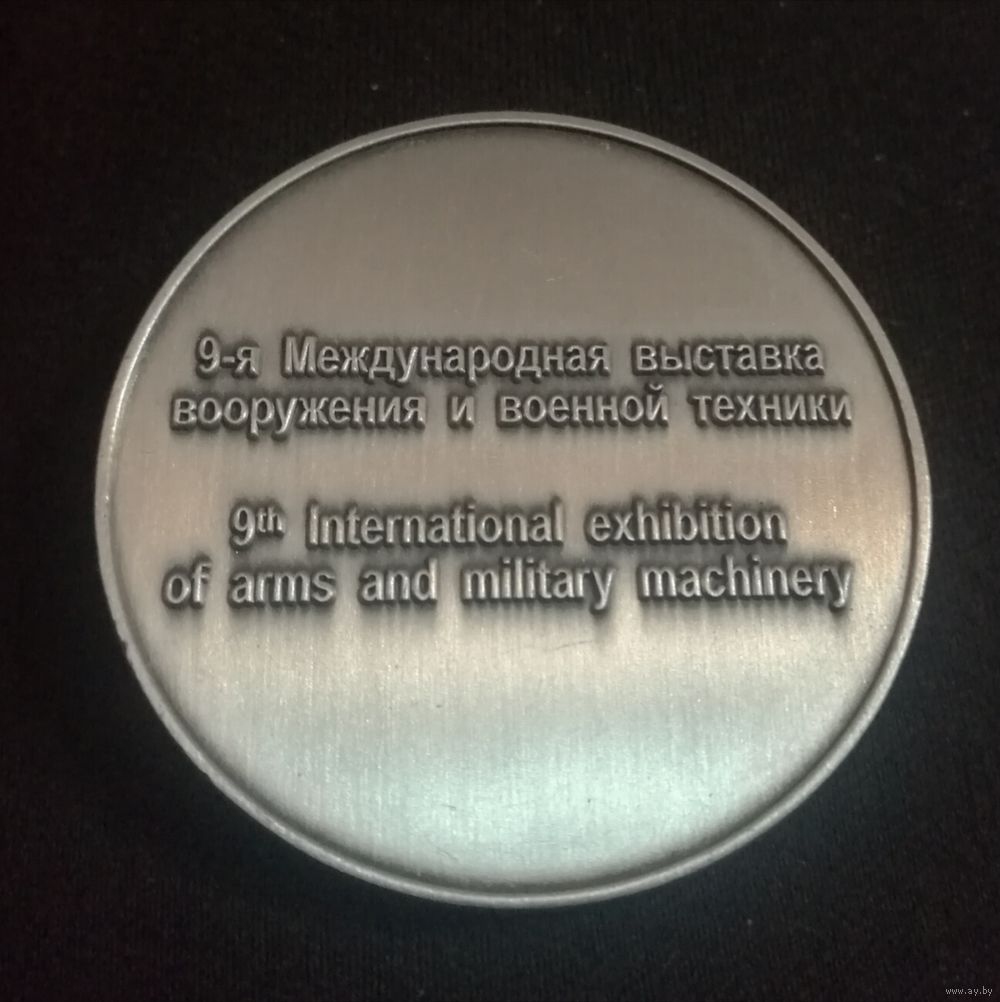 9-я Международная выставка
вооружения и военной техники
9th International exhibition
of arms and military machinery
www.ay.by